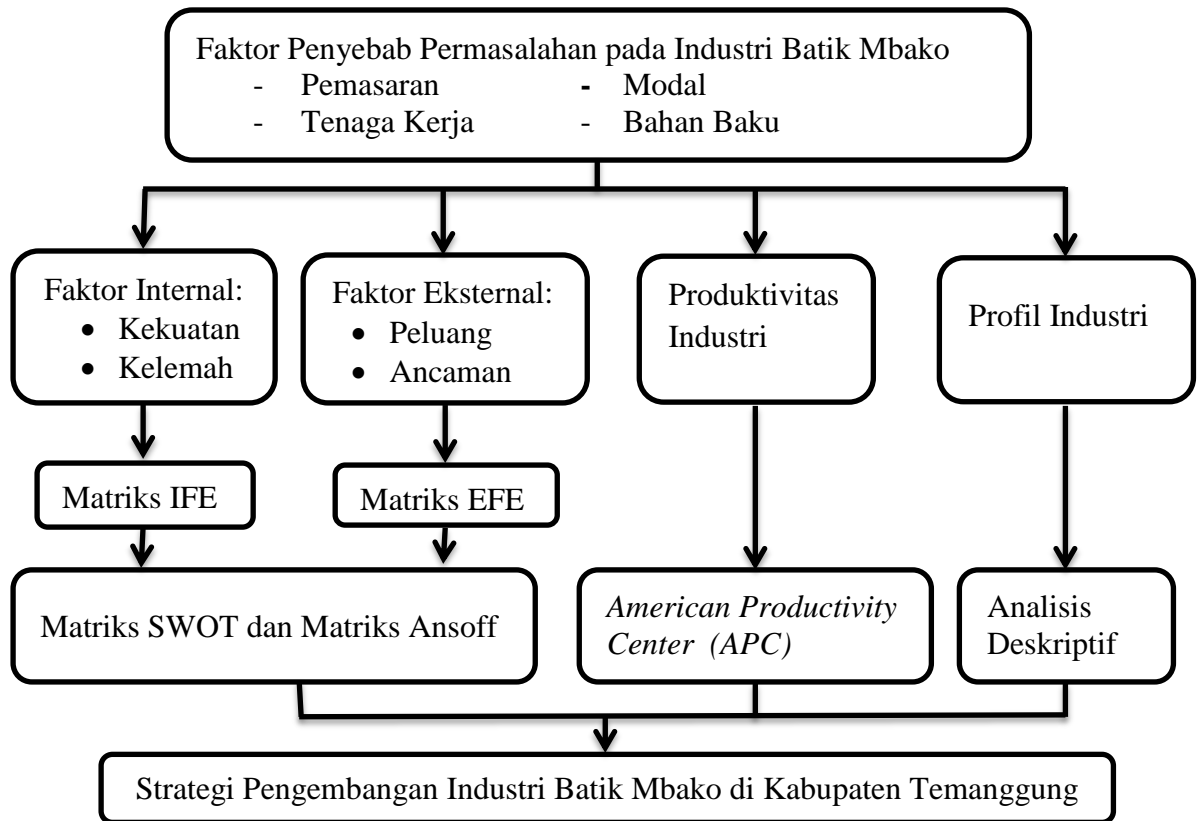 Faktor Penyebab Permasalahan pada Industri Batik Mbako
- Pemasaran - Modal
- Tenaga Kerja - Bahan Baku
Faktor Internal:
• Kekuatan
• Kelemah
Faktor Eksternal:
• Peluang
• Ancaman
Produktivitas
Industri
Profil Industri
Matriks IFE
Matriks EFE
Matriks SWOT dan Matriks Ansoff
American Productivity
Center (APC)
Analisis
Deskriptif
Strategi Pengembangan Industri Batik Mbako di Kabupaten Temanggung